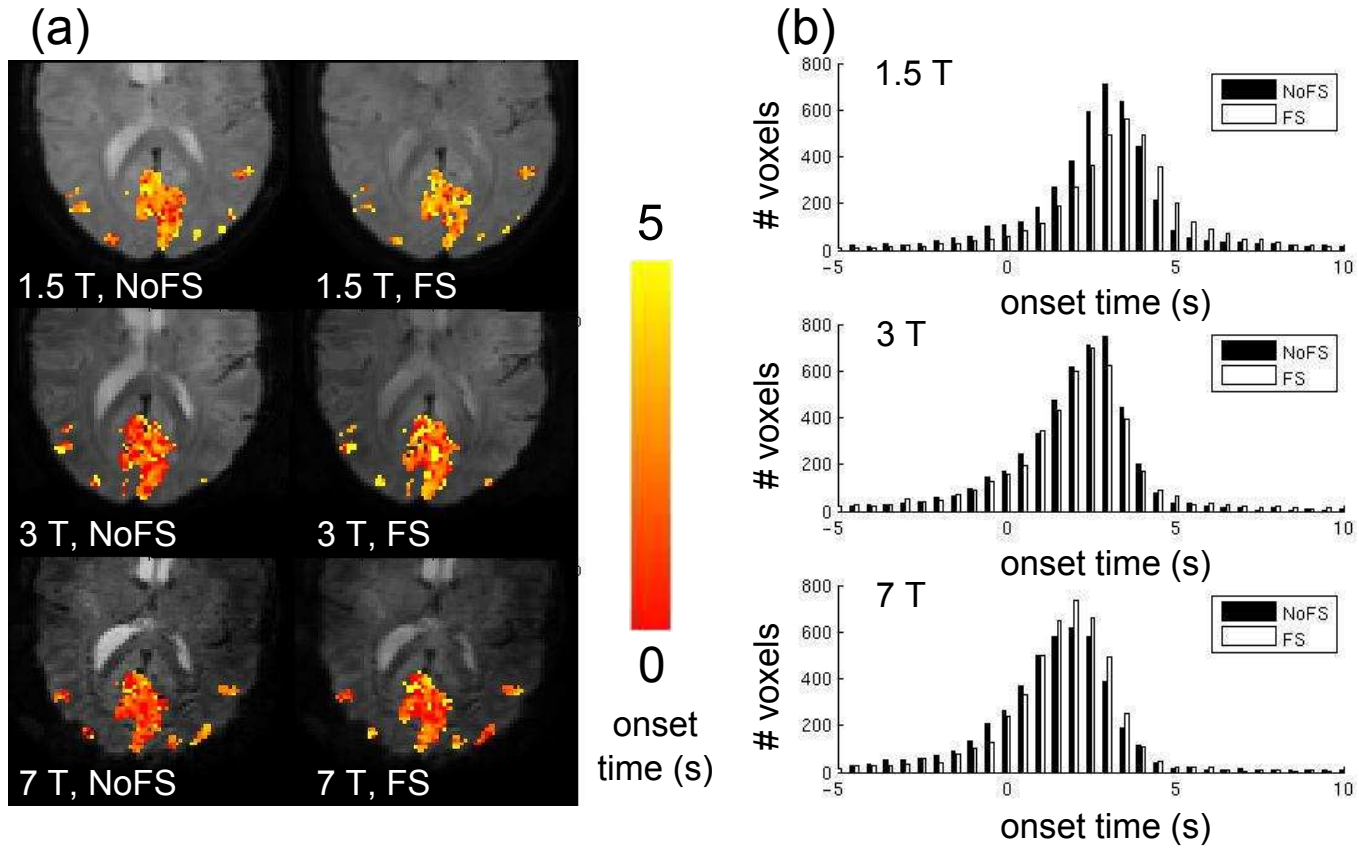 (a)
1.5 T, NoFS
1.5 T, FS
3 T, NoFS
3 T, FS
7 T, NoFS
7 T, FS
5
0
onset
time (s)
(b)
1.5 T
NoFS
FS
# voxels
800
600
400
200
0
−5
0
5
10
onset time (s)
3 T
NoFS
FS
# voxels
800
600
400
200
0
−5
0
5
10
onset time (s)
7 T
NoFS
FS
# voxels
800
600
400
200
0
−5
0
5
10
onset time (s)